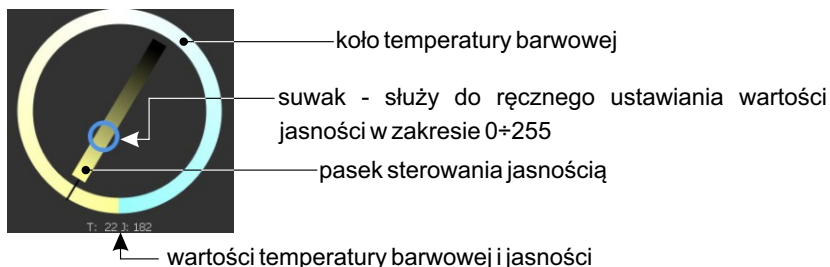 koło temperatury barwowej
suwak - służy do ręcznego ustawiania wartości
jasności w zakresie 0÷255
pasek sterowania jasnością
T: 22 J: 182
wartości temperatury barwowej i jasności